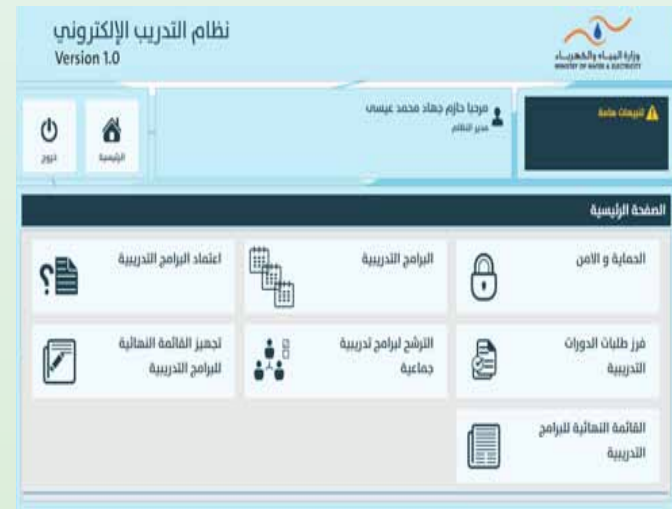 نظام التدريب الإلكتروني
Version 1.0
وزارة المياه والكهرباء
MINISTRY OF WATER & ELECTRICITY
تنبيهات هامة
مرحبا حازم جهاد محمد عيسى
مدير النظام
الرئيسية
خروج
الصفحة الرئيسية
الحماية و الامن
البرامج التدريبية
اعتماد البرامج التدريبية
فرز طلبات الدورات
التدريبية
الترشح لبرامج تدريبية
جماعية
تجهيز القائمة النهائية
للبرامج التدريبية
القائمة النهائية للبرامج
التدريبية